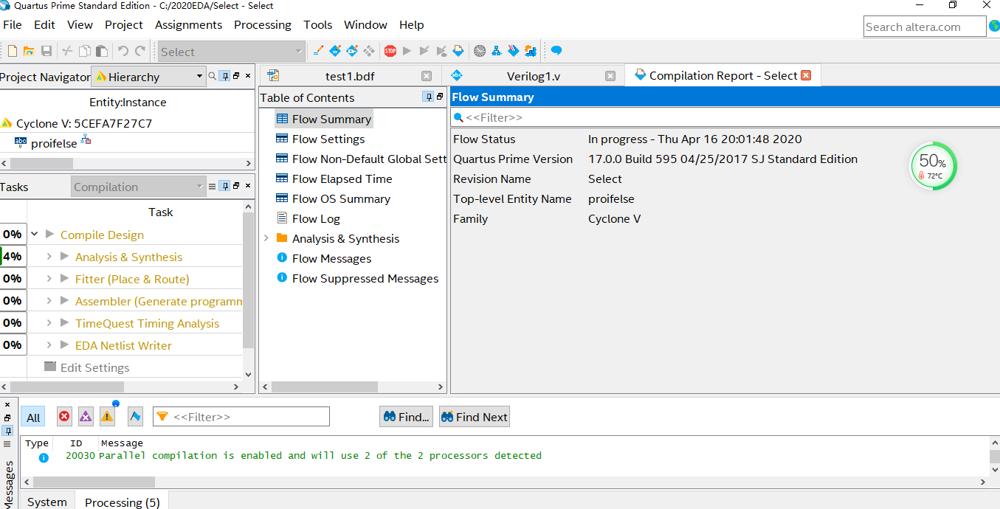 Quartus Prime Standard Edition - C:/2020EDA/Select - Select
File Edit View Project Assignments Processing Tools Window Help
Search altera.com
Select
STOP
Project Navigator Hierarchy
test1.bdf
Verilog1.v
Compilation Report - Select
Entity:Instance
Cyclone V: 5CEFA7F27C7
proifelse
Tasks Compilation
Task
0% Compile Design
4% Analysis & Synthesis
0% Fitter (Place & Route)
0% Assembler (Generate programm
0% TimeQuest Timing Analysis
0% EDA Netlist Writer
Edit Settings
Table of Contents
Flow Summary
Flow Settings
Flow Non-Default Global Sett
Flow Elapsed Time
Flow OS Summary
Flow Log
Analysis & Synthesis
Flow Messages
Flow Suppressed Messages
Flow Summary
<<Filter>>
Flow Status In progress - Thu Apr 16 20:01:48 2020
Quartus Prime Version 17.0.0 Build 595 04/25/2017 SJ Standard Edition
Revision Name Select
Top-level Entity Name proifelse
Family Cyclone V
50%
72°C
All
<<Filter>>
Find...
Find Next
Type ID Message
20030 Parallel compilation is enabled and will use 2 of the 2 processors detected
Messages
System Processing (5)